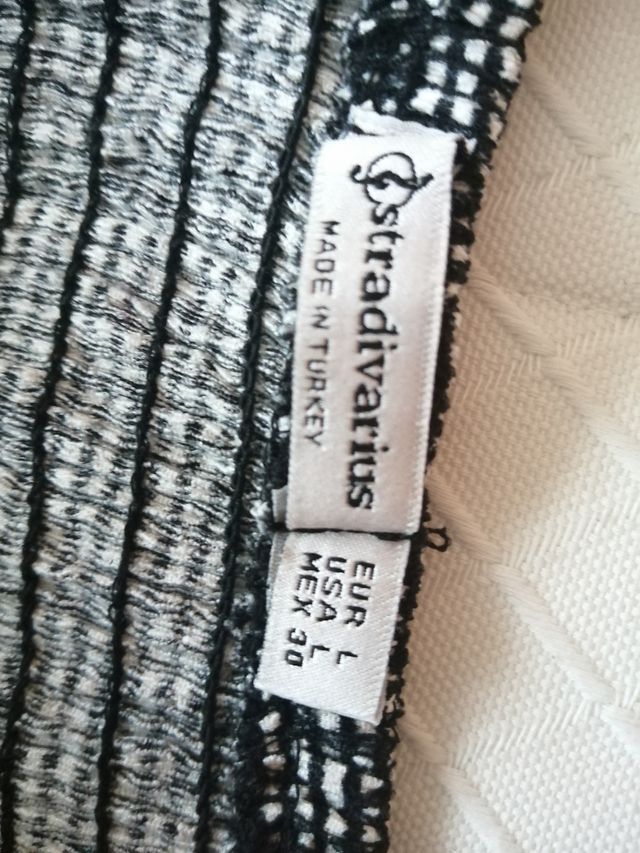 stradivarius
MADE IN TURKEY
EUR L
USA L
MEX 30